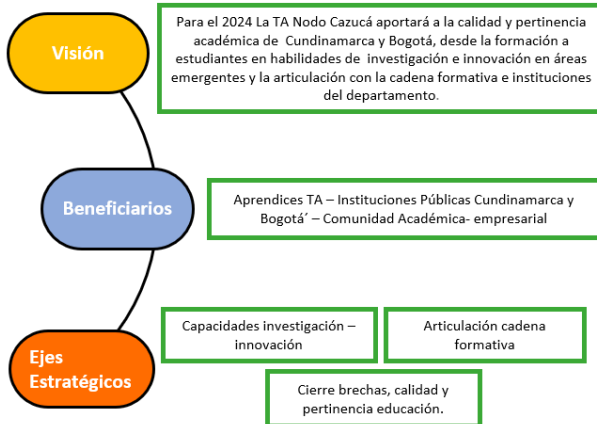 Visión
Para el 2024 La TA Nodo Cazucá aportará a la calidad y pertinencia
académica de  Cundinamarca y Bogotá, desde la formación a
estudiantes en habilidades de  investigación e innovación en áreas
emergentes y la articulación con la cadena formativa e instituciones
del departamento.
Beneficiarios
Aprendices TA – Instituciones Públicas Cundinamarca y
Bogotá´ – Comunidad Académica- empresarial
Ejes
Estratégicos
Capacidades investigación –
innovación
Articulación cadena
formativa
Cierre brechas, calidad y
pertinencia educación.